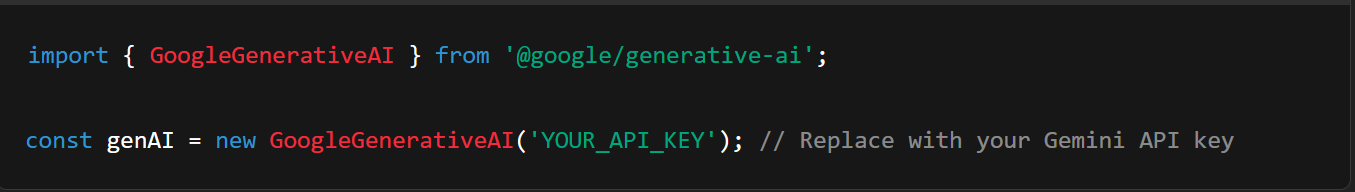 import { GoogleGenerativeAI } from '@google/generative-ai';
const genAI = new GoogleGenerativeAI('YOUR_API_KEY'); // Replace with your Gemini API key